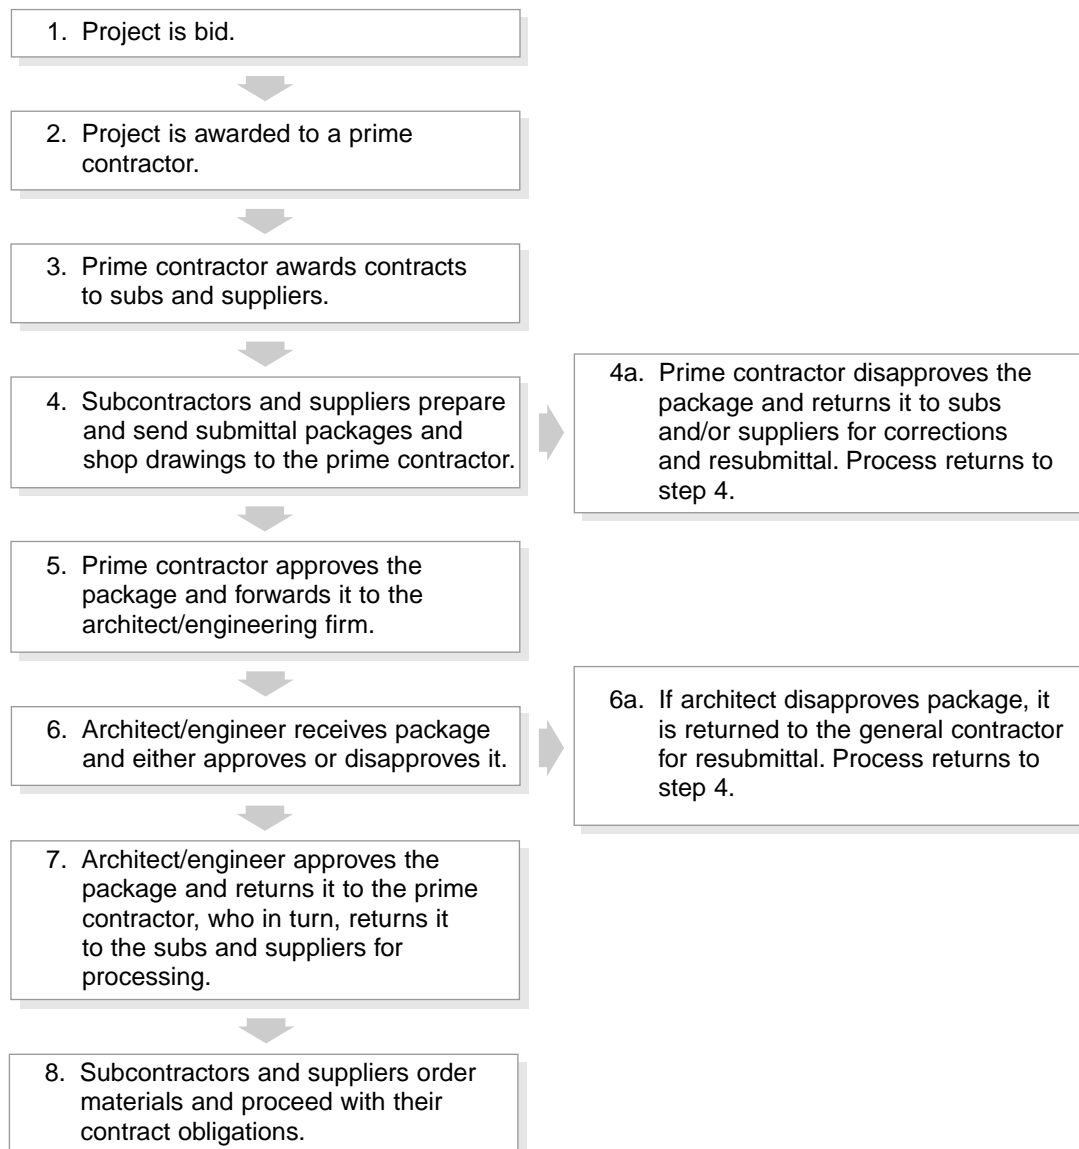 1. Project is bid.
2. Project is awarded to a prime
contractor.
3. Prime contractor awards contracts
to subs and suppliers.
4. Subcontractors and suppliers prepare
and send submittal packages and
shop drawings to the prime contractor.
4a. Prime contractor disapproves the
package and returns it to subs
and/or suppliers for corrections
and resubmittal. Process returns to
step 4.
5. Prime contractor approves the
package and forwards it to the
architect/engineering firm.
6. Architect/engineer receives package
and either approves or disapproves it.
6a. If architect disapproves package, it
is returned to the general contractor
for resubmittal. Process returns to
step 4.
7. Architect/engineer approves the
package and returns it to the prime
contractor, who in turn, returns it
to the subs and suppliers for
processing.
8. Subcontractors and suppliers order
materials and proceed with their
contract obligations.